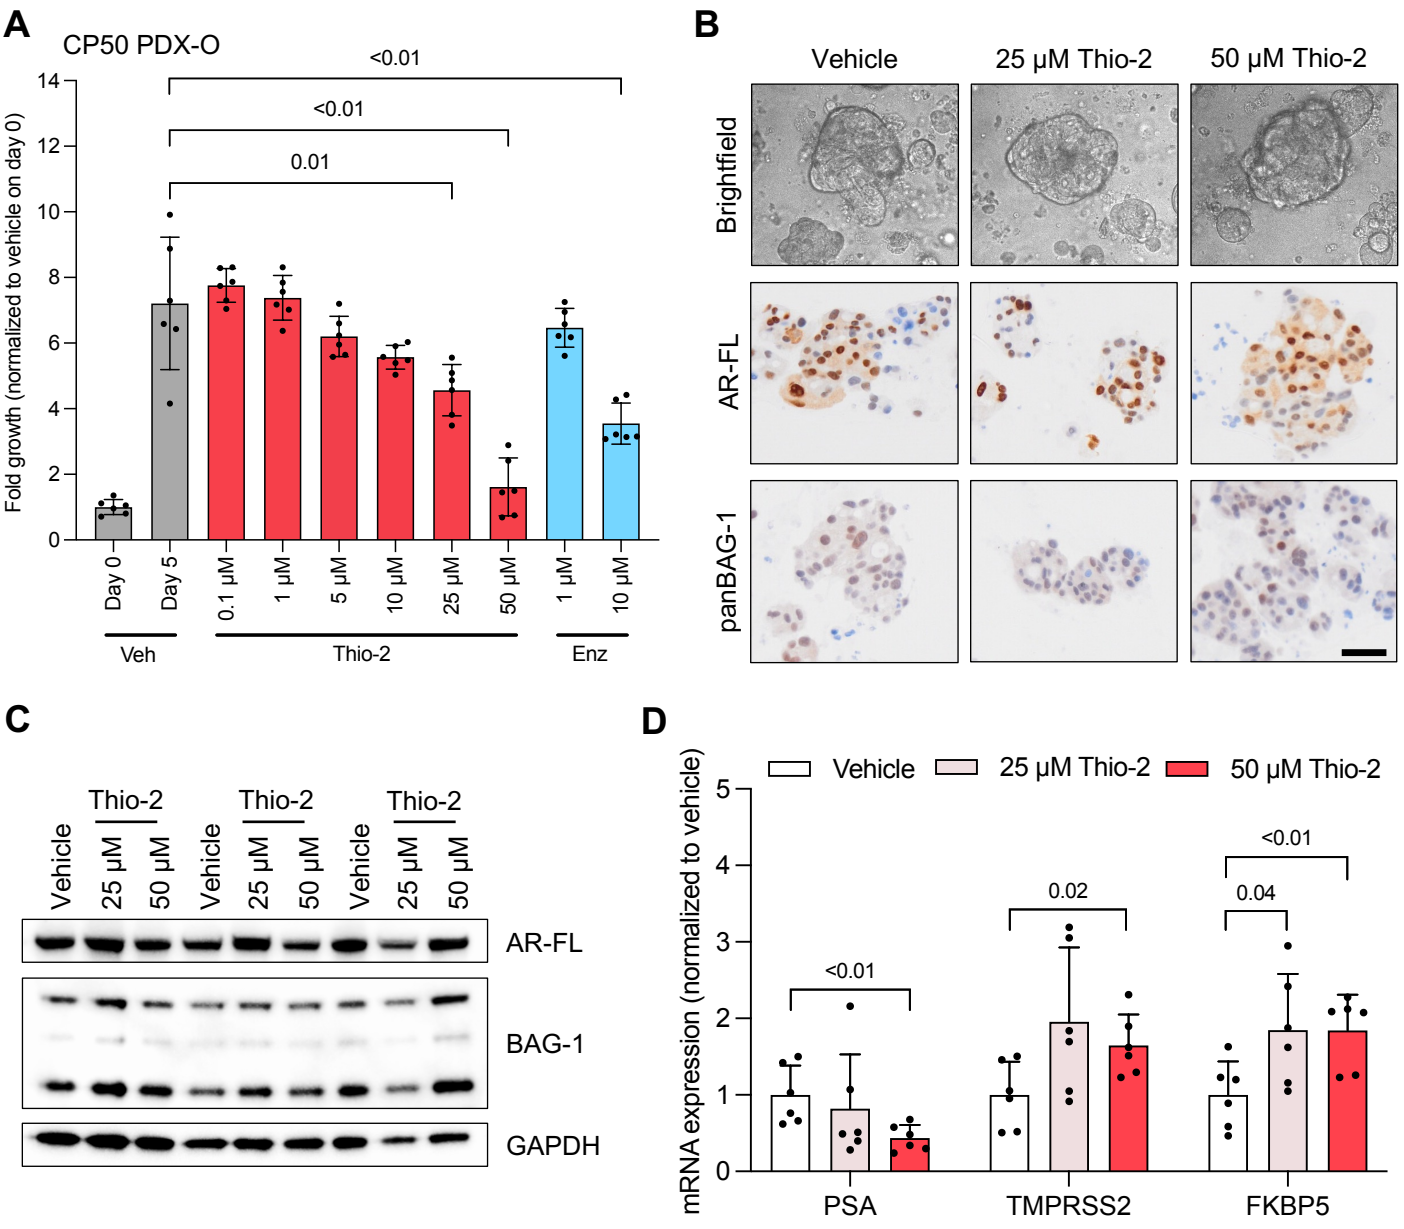 A
CP50 PDX-O
Fold growth (normalized to vehicle on day 0)
14
12
10
8
6
4
2
0
<0.01
<0.01
0.01
Day 0
Day 5
0.1 µM
1 µM
5 µM
10 µM
25 µM
50 µM
1 µM
10 µM
Veh
Thio-2
Enz
B
Vehicle
25 µM Thio-2
50 µM Thio-2
Brightfield
AR-FL
panBAG-1
C
Thio-2
Thio-2
Thio-2
Vehicle
25 µM
50 µM
Vehicle
25 µM
50 µM
Vehicle
25 µM
50 µM
AR-FL
BAG-1
GAPDH
D
Vehicle
25 µM Thio-2
50 µM Thio-2
mRNA expression (normalized to vehicle)
5
4
3
2
1
0
<0.01
0.02
<0.01
0.04
PSA
TMPRSS2
FKBP5